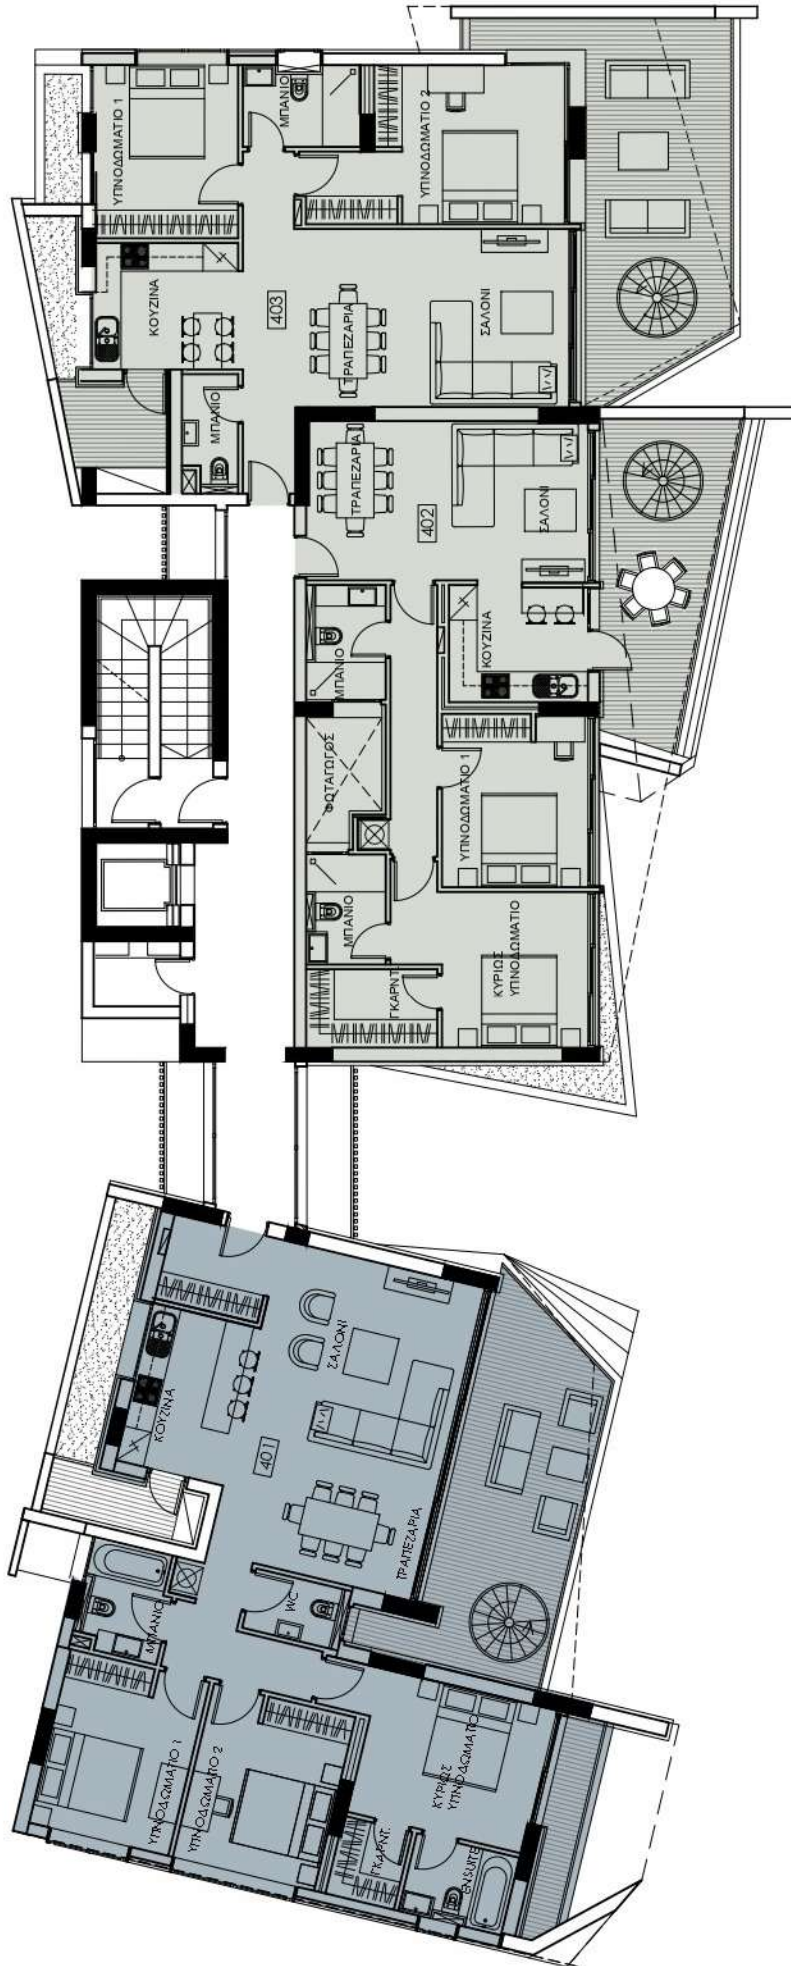 ΥΠΝΟΔΩΜΑΤΙΟ 1
ΜΠΑΝΙΟ
ΥΠΝΟΔΩΜΑΤΙΟ 2
ΚΟΥΖΙΝΑ
403
ΤΡΑΠΕΖΑΡΙΑ
ΣΑΛΟΝΙ
ΜΠΑΝΙΟ
ΤΡΑΠΕΖΑΡΙΑ
402
ΣΑΛΟΝΙ
ΜΠΑΝΙΟ
ΚΟΥΖΙΝΑ
ΦΩΤΑΓΩΓΟΣ
ΥΠΝΟΔΩΜΑΤΙΟ 1
ΜΠΑΝΙΟ
ΚΥΡΙΩΣ
ΥΠΝΟΔΩΜΑΤΙΟ
ΓΚΑΡΝΤ.
ΣΑΛΟΝΙ
ΚΟΥΖΙΝΑ
401
ΤΡΑΠΕΖΑΡΙΑ
WC
ΜΠΑΝΙΟ
ΥΠΝΟΔΩΜΑΤΙΟ 1
ΥΠΝΟΔΩΜΑΤΙΟ 2
ΚΥΡΙΩΣ
ΥΠΝΟΔΩΜΑΤΙΟ
ΓΚΑΡΝΤ.
ENSUITE